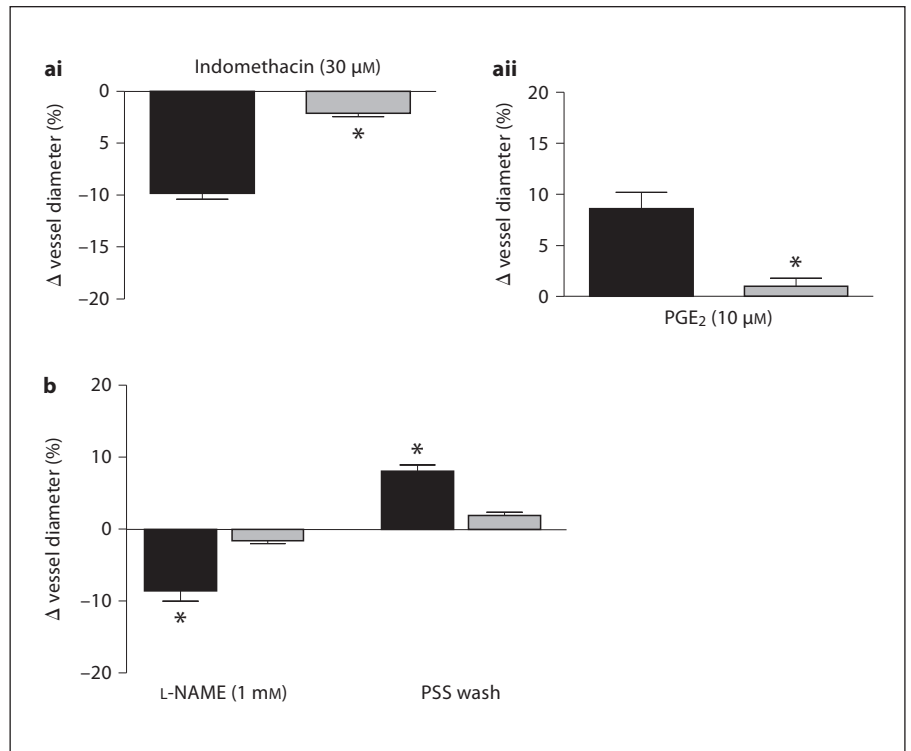 ai
Indomethacin (30 µM)
Δ vessel diameter (%)
0
5
–10
–15
–20
*
aii
Δ vessel diameter (%)
20
15
10
5
0
*
PGE2 (10 µM)
b
Δ vessel diameter (%)
20
10
0
–10
–20
*
*
L-NAME (1 mM)
PSS wash